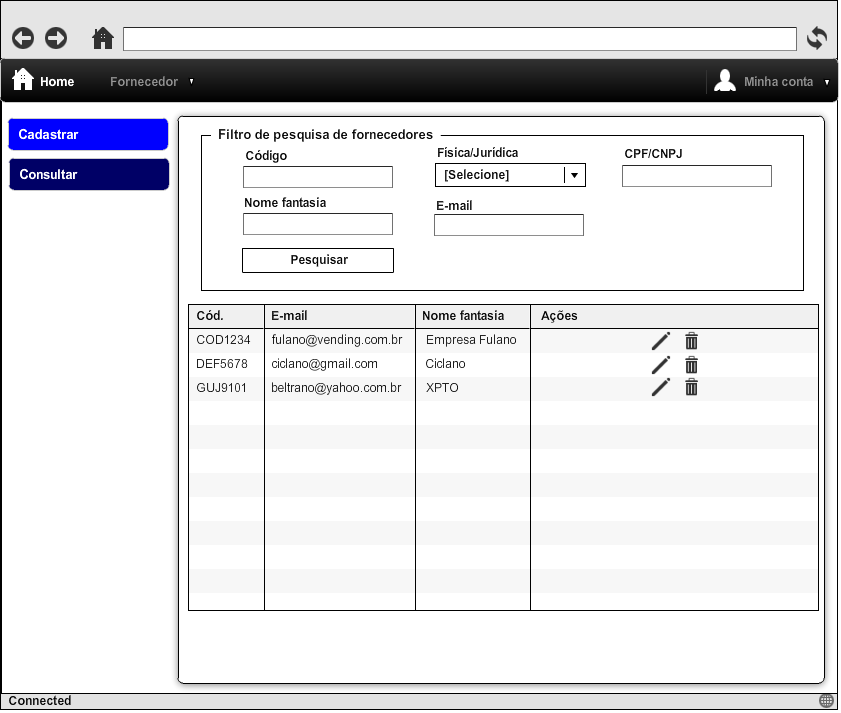 Home Fornecedor Minha conta
Cadastrar
Consultar
Filtro de pesquisa de fornecedores
Código Física/Jurídica CPF/CNPJ
[Selecione]
Nome fantasia E-mail
Pesquisar
Cód. E-mail Nome fantasia Ações
COD1234 fulano@vending.com.br Empresa Fulano
DEF5678 ciclano@gmail.com Ciclano
GUJ9101 beltrano@yahoo.com.br XPTO
Connected